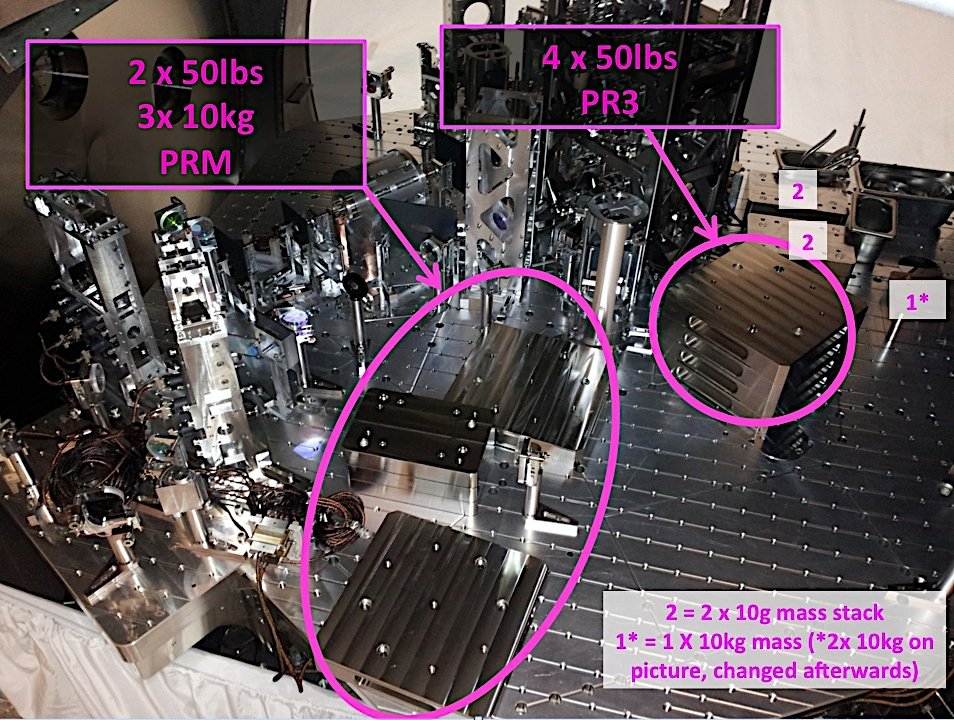 2 x 50lbs
3x 10kg
PRM
4 x 50lbs
PR3
2
2
1*
2 = 2 x 10g mass stack
1* = 1 X 10kg mass (*2x 10kg on
picture, changed afterwards)